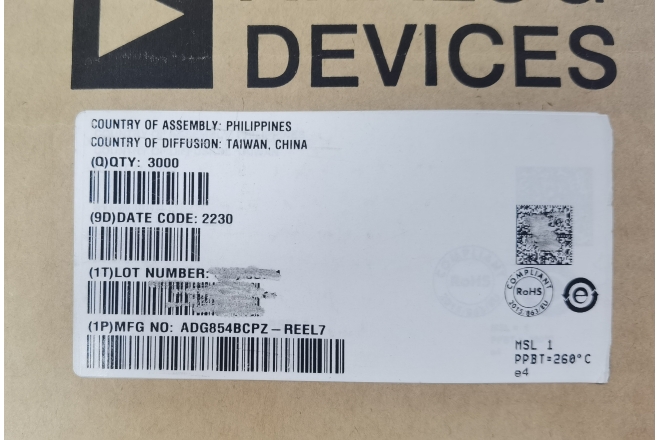 DEVICES
COUNTRY OF ASSEMBLY: PHILIPPINES
COUNTRY OF DIFFUSION: TAIWAN, CHINA
(Q)QTY: 3000
(9D)DATE CODE: 2230
(1T)LOT NUMBER:
(1P)MFG NO: ADG854BCPZ-REEL7
COMPLIANT
RoHS
e
MSL 1
PPBT=260°C
e4